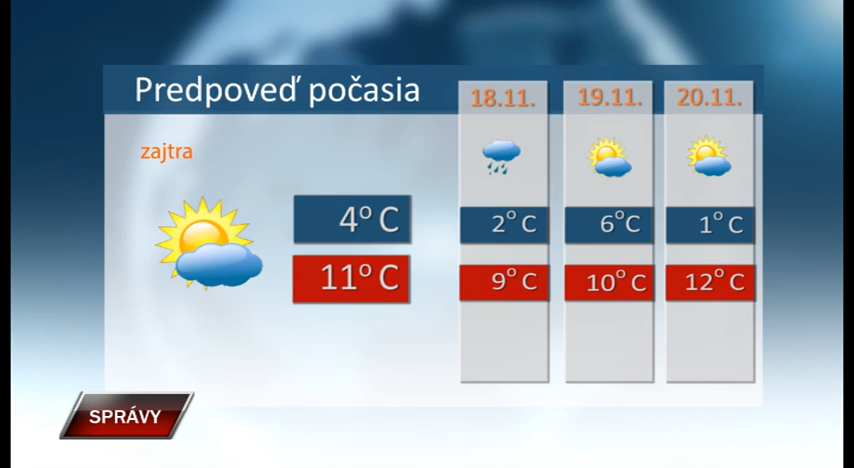 Predpoveď počasia
zajtra
4° C
11° C
18.11.
2° C
9° C
19.11.
6°C
10° C
20.11.
1° C
12° C
SPRÁVY